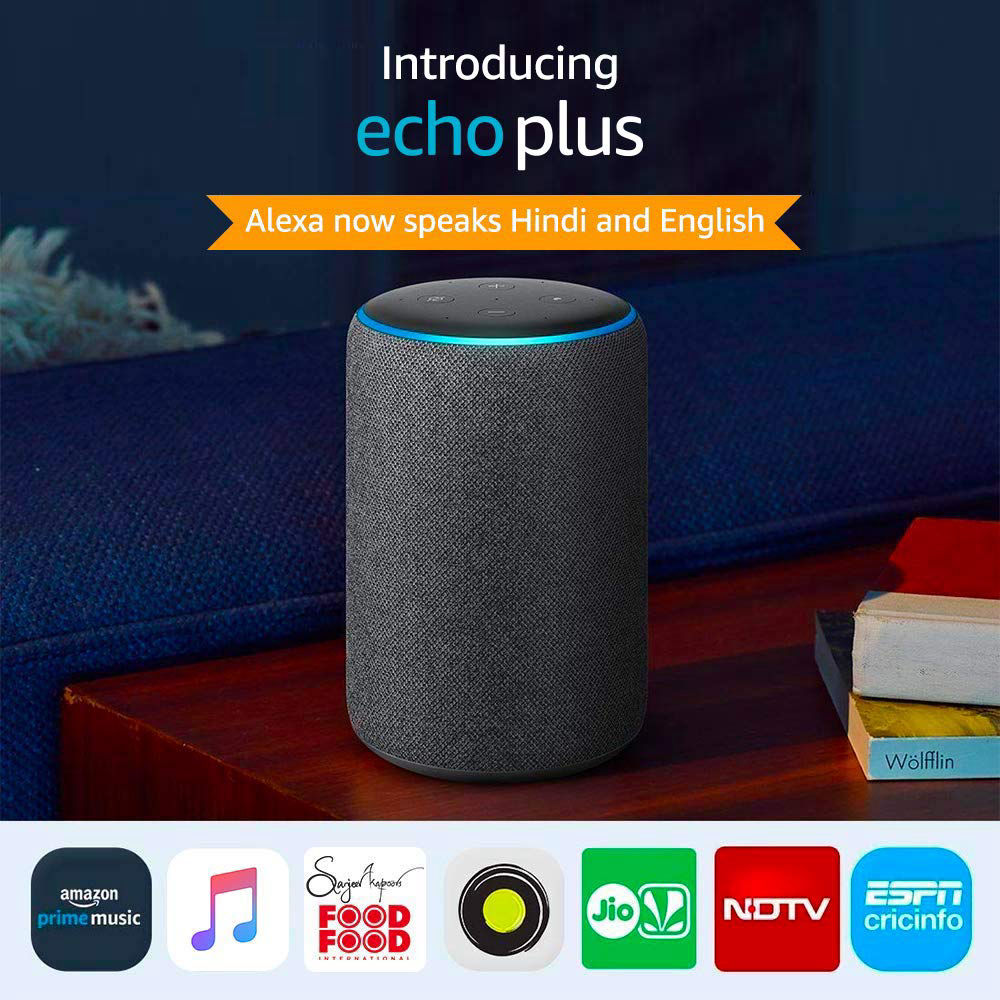 Introducing
echo plus
Alexa now speaks Hindi and English
Wölfflin
amazon
prime music
Sanjeev Kapoor's
FOOD
FOOD
INTERNATIONAL
Jio
NDTV
ESPN
cricinfo